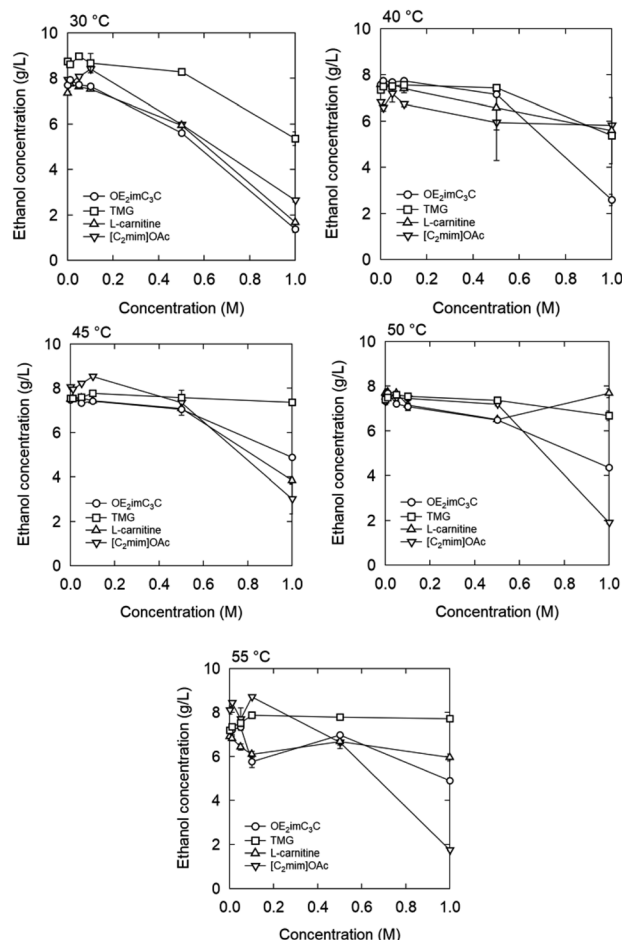 30 °C
Ethanol concentration (g/L)
10
8
6
4
2
0
OE₂imC₃C
TMG
L-carnitine
[C₂mim]OAc
0.0 0.2 0.4 0.6 0.8 1.0
Concentration (M)
40 °C
Ethanol concentration (g/L)
10
8
6
4
2
0
OE₂imC₃C
TMG
L-carnitine
[C₂mim]OAc
0.0 0.2 0.4 0.6 0.8 1.0
Concentration (M)
45 °C
Ethanol concentration (g/L)
10
8
6
4
2
0
OE₂imC₃C
TMG
L-carnitine
[C₂mim]OAc
0.0 0.2 0.4 0.6 0.8 1.0
Concentration (M)
50 °C
Ethanol concentration (g/L)
10
8
6
4
2
0
OE₂imC₃C
TMG
L-carnitine
[C₂mim]OAc
0.0 0.2 0.4 0.6 0.8 1.0
Concentration (M)
55 °C
Ethanol concentration (g/L)
10
8
6
4
2
0
OE₂imC₃C
TMG
L-carnitine
[C₂mim]OAc
0.0 0.2 0.4 0.6 0.8 1.0
Concentration (M)